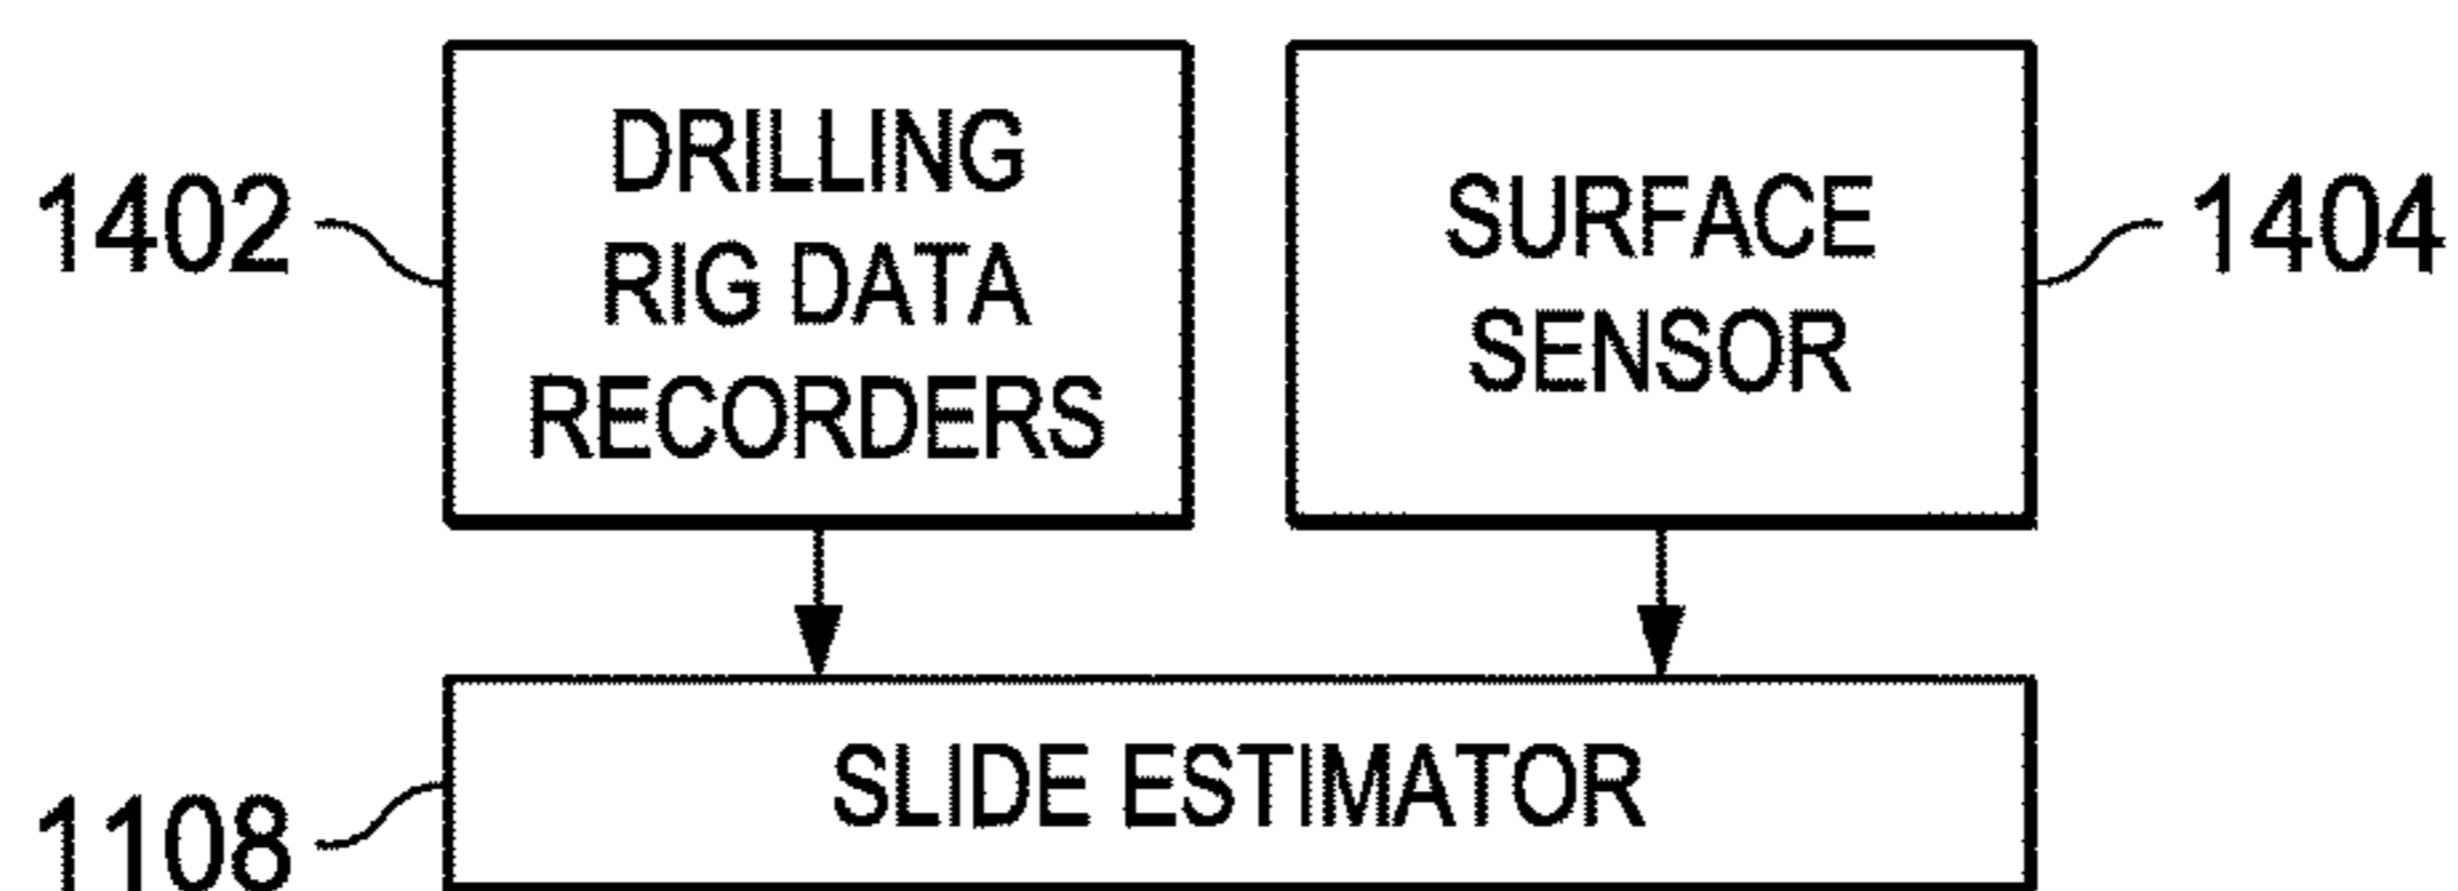 DRILLING
RIG DATA
RECORDERS
1402
SURFACE
SENSOR
1404
SLIDE ESTIMATOR
1108